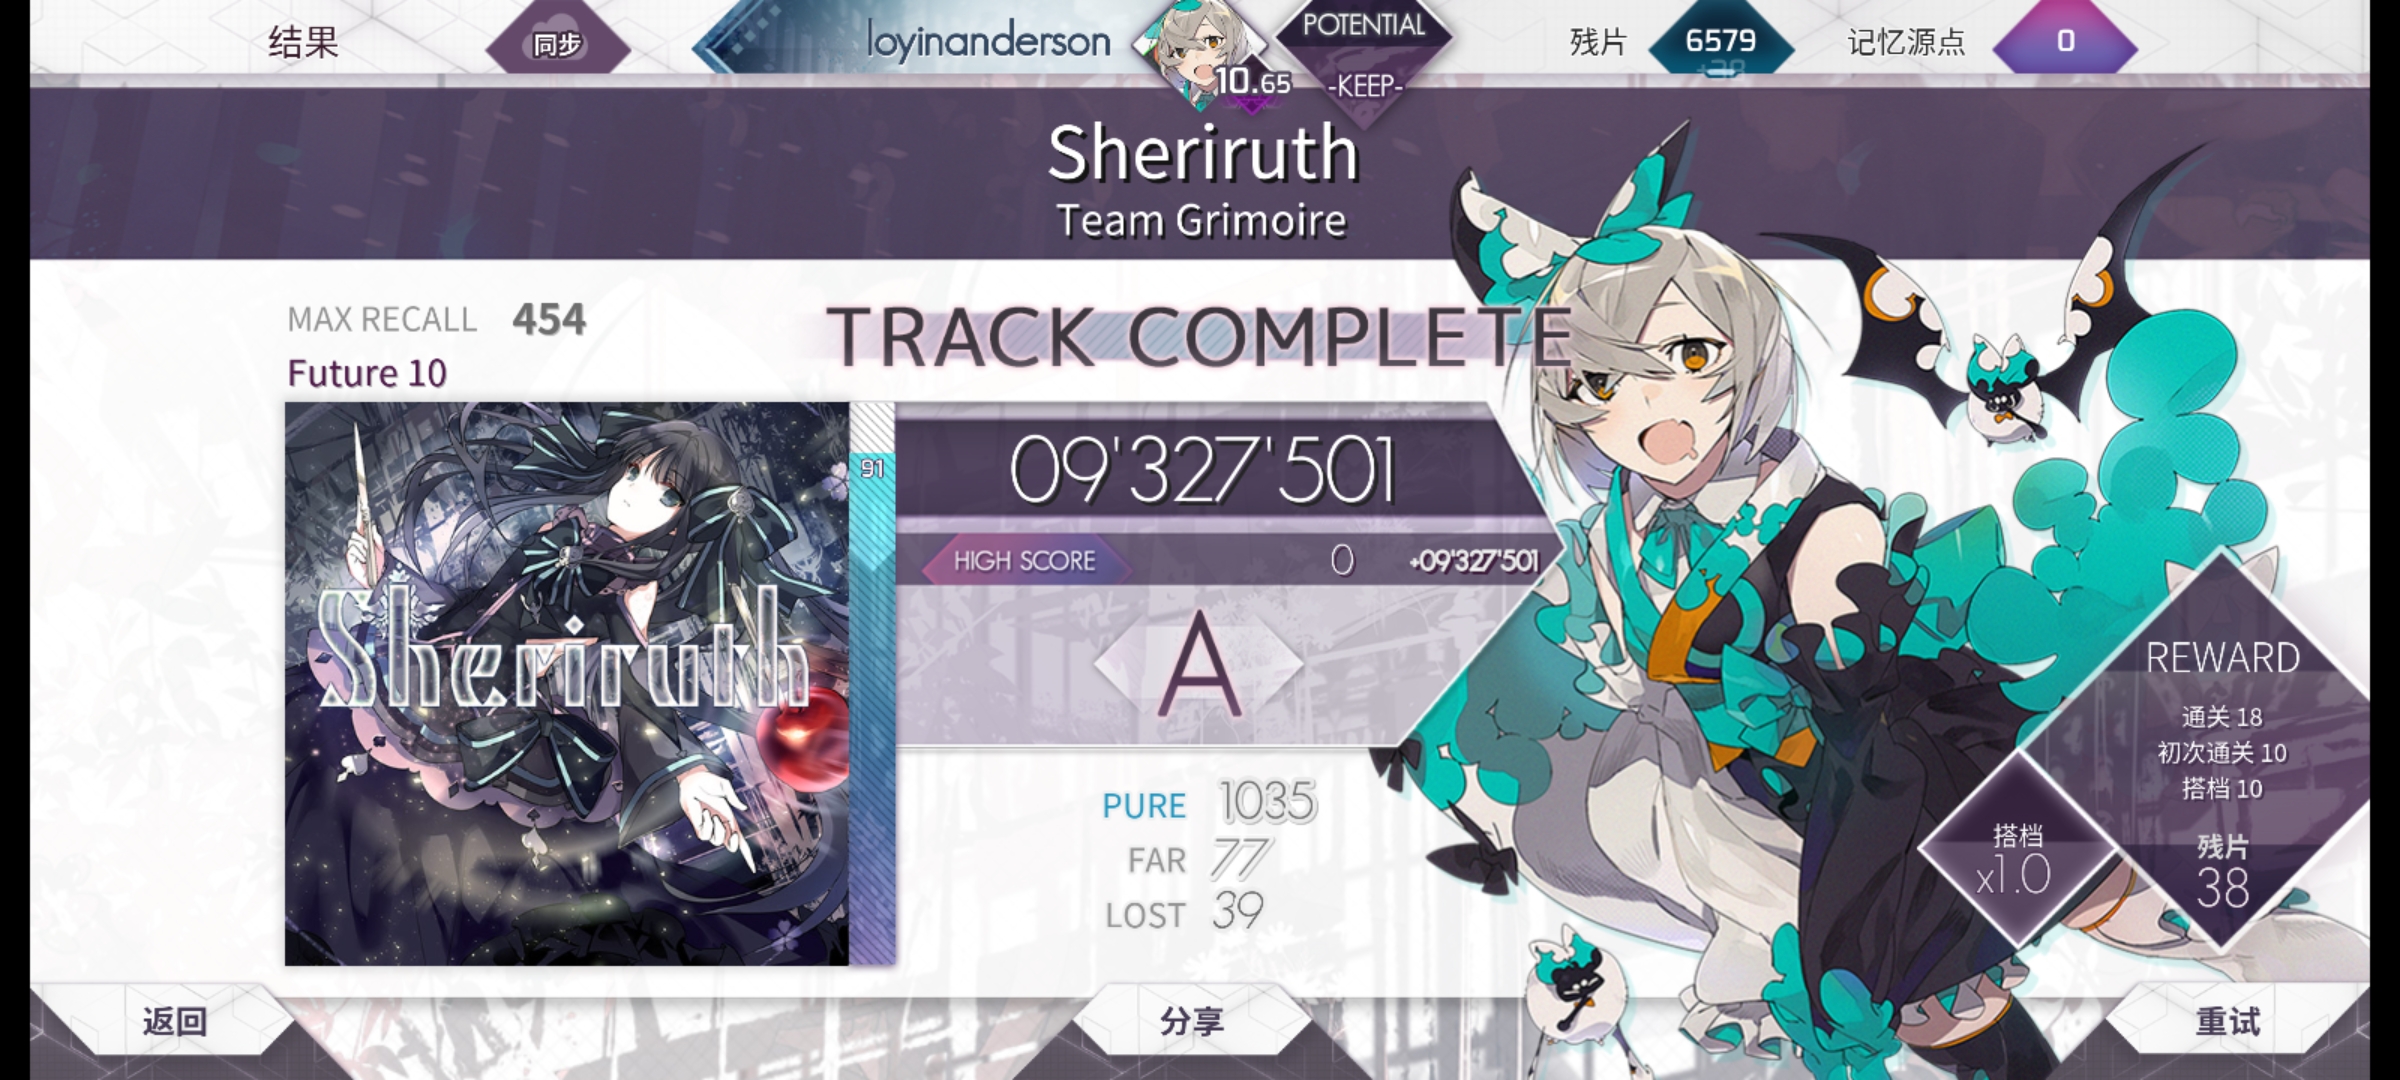 结果
同步
loyinanderson
10.65
POTENTIAL
-KEEP-
残片 6579
记忆源点 0
Sheriruth
Team Grimoire
MAX RECALL 454
Future 10
TRACK COMPLETE
Sheriruth
91
09'327'501
HIGH SCORE 0 +09'327'501
A
PURE 1035
FAR 77
LOST 39
REWARD
通关 18
初次通关 10
搭档 10
残片
38
搭档
x1.0
返回
分享
重试